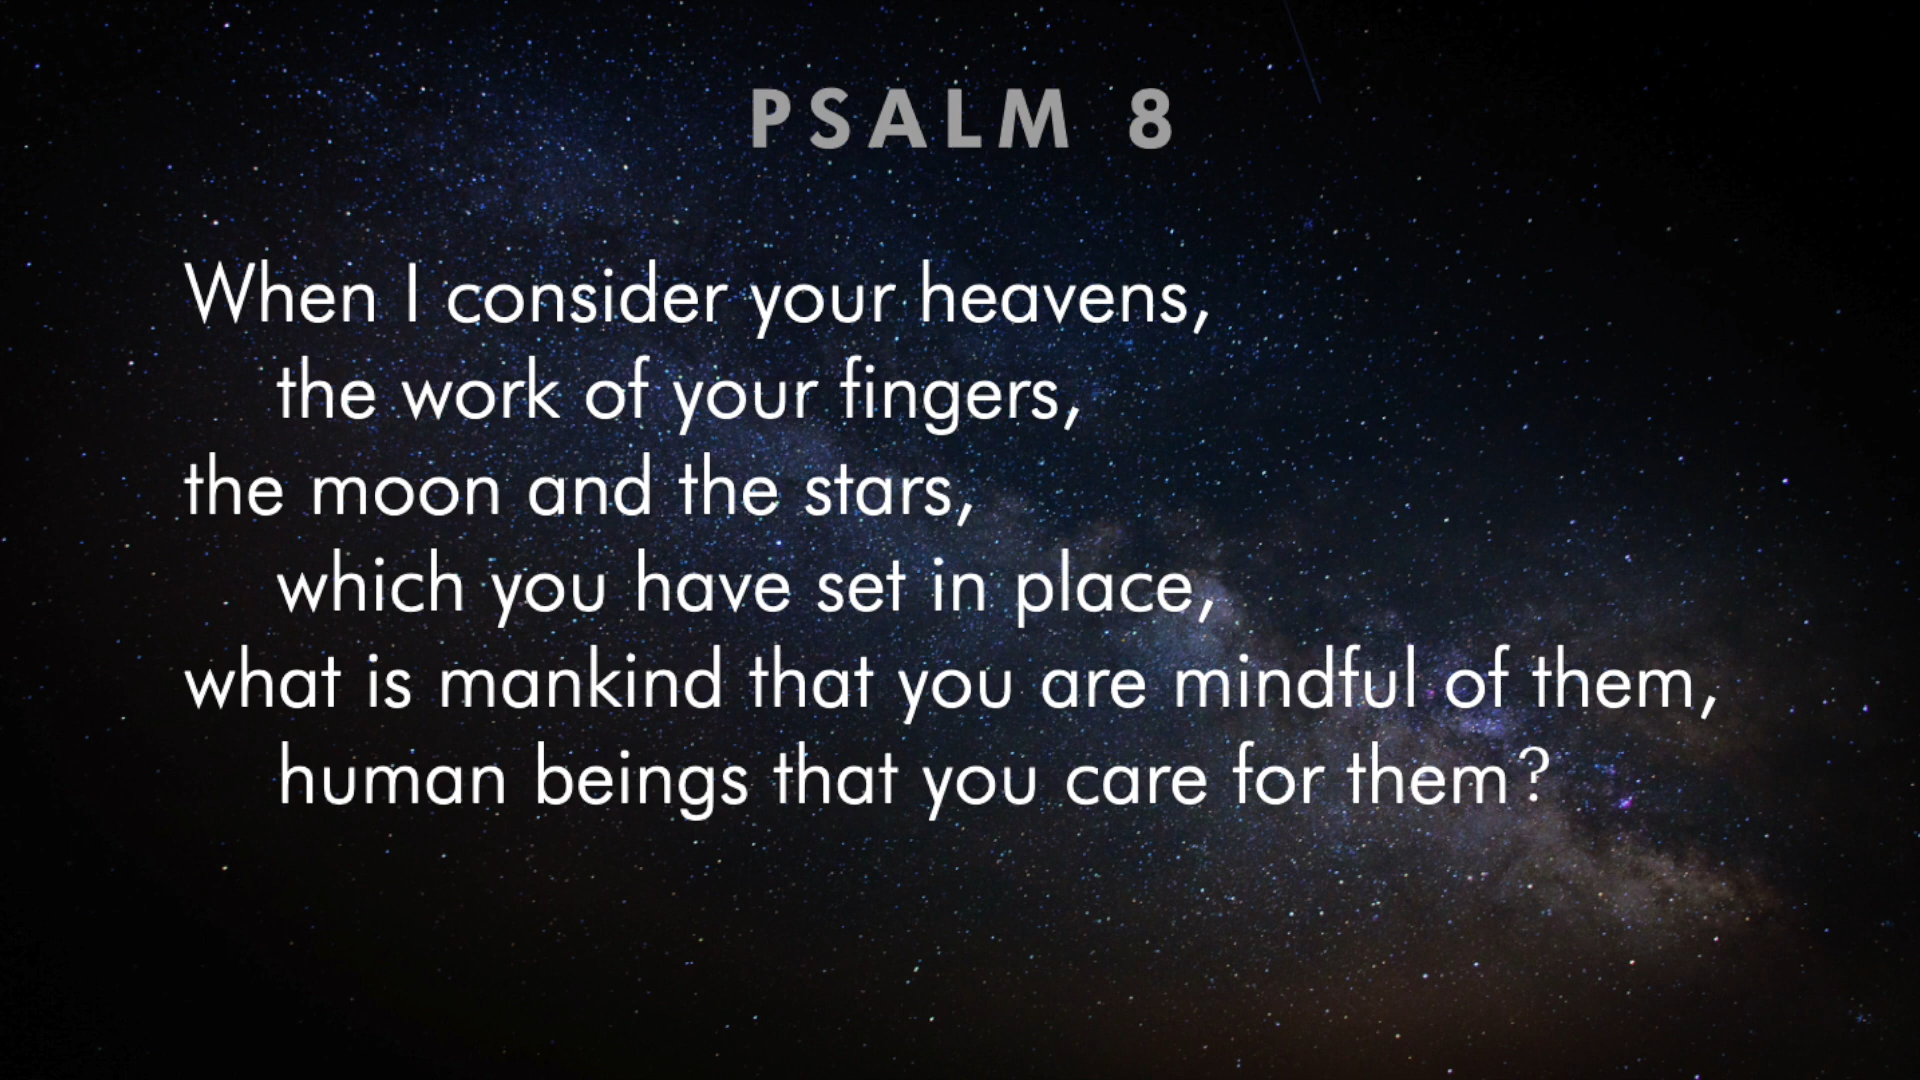 PSALM 8
When I consider your heavens,
the work of your fingers,
the moon and the stars,
which you have set in place,
what is mankind that you are mindful of them,
human beings that you care for them?